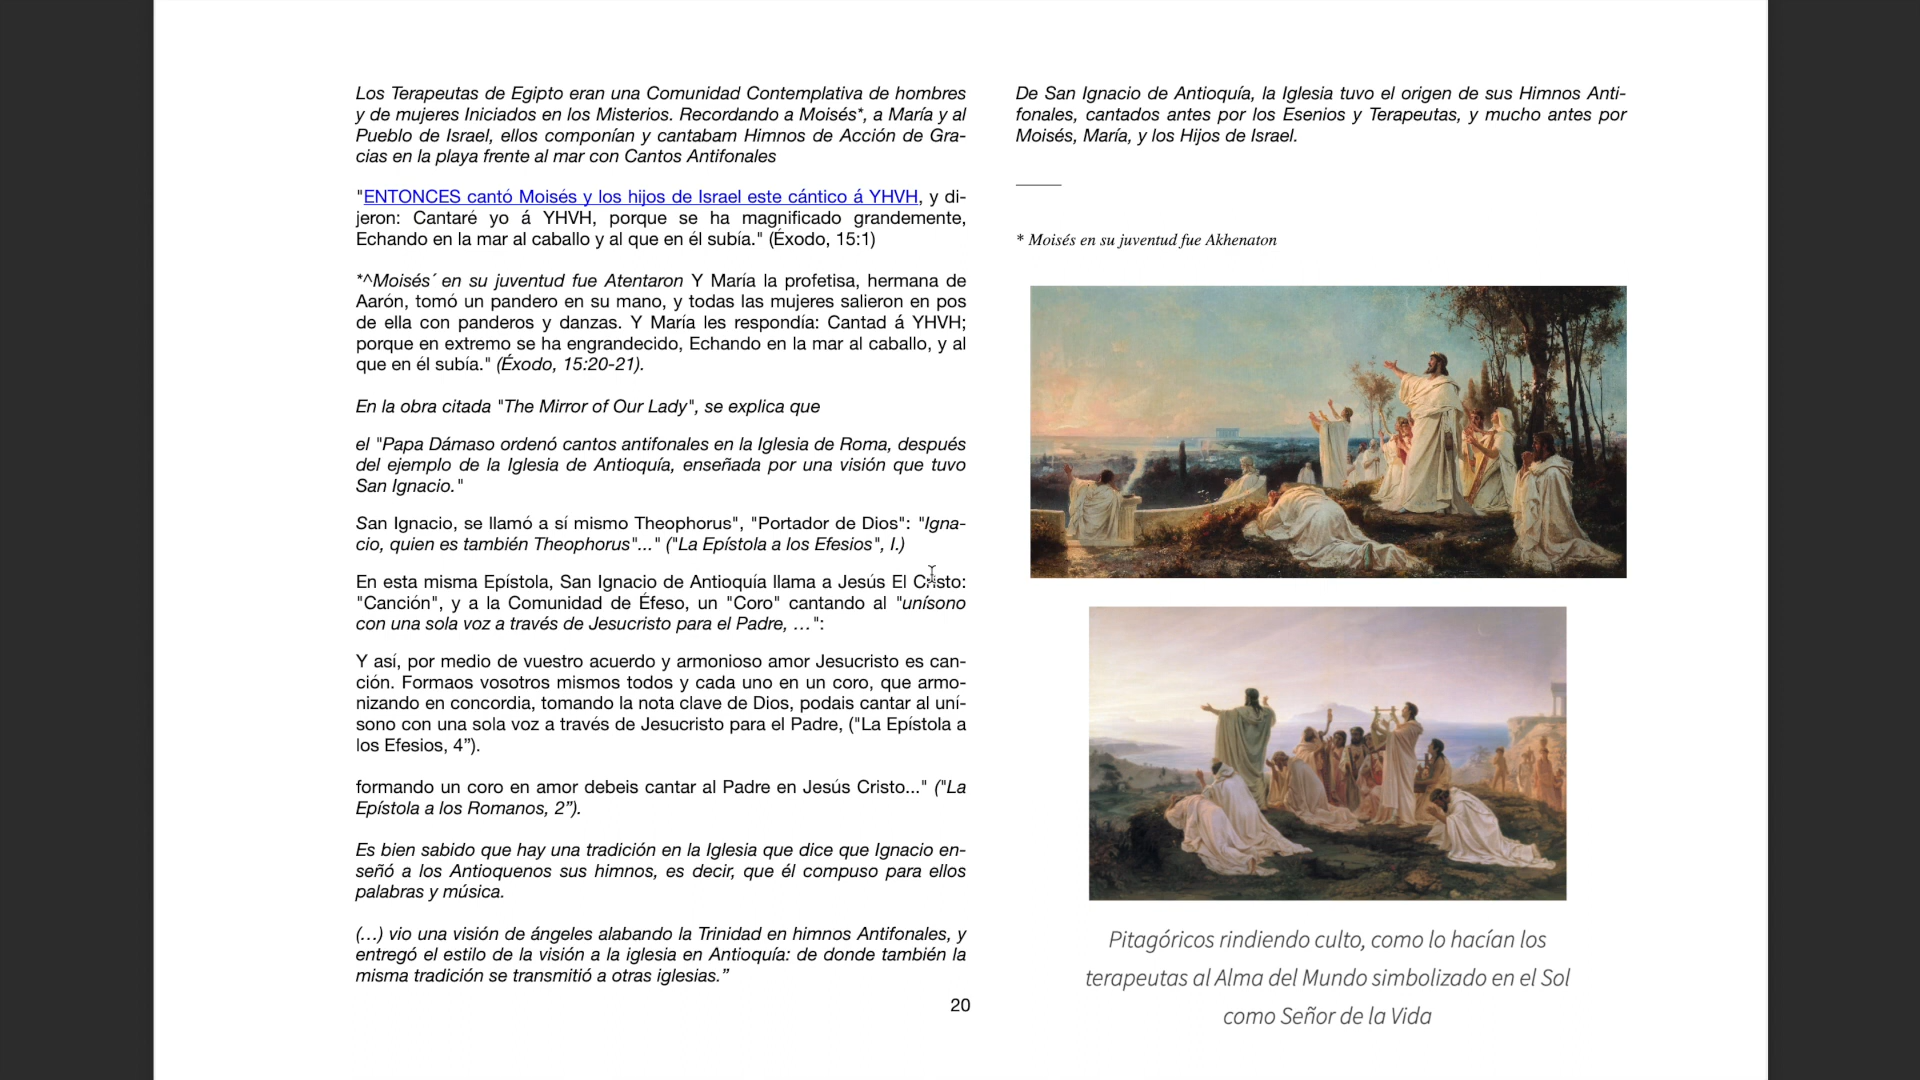 Los Terapeutas de Egipto eran una Comunidad Contemplativa de hombres
y de mujeres Iniciados en los Misterios. Recordando a Moisés*, a María y al
Pueblo de Israel, ellos componían y cantabam Himnos de Acción de Gra-
cias en la playa frente al mar con Cantos Antifonales
"ENTONCES cantó Moisés y los hijos de Israel este cántico á YHVH, y di-
jeron: Cantaré yo á YHVH, porque se ha magnificado grandemente,
Echando en la mar al caballo y al que en él subía." (Éxodo, 15:1)
*^Moisés´ en su juventud fue Atentaron Y María la profetisa, hermana de
Aarón, tomó un pandero en su mano, y todas las mujeres salieron en pos
de ella con panderos y danzas. Y María les respondía: Cantad á YHVH;
porque en extremo se ha engrandecido, Echando en la mar al caballo, y al
que en él subía." (Éxodo, 15:20-21).
En la obra citada "The Mirror of Our Lady", se explica que
el "Papa Dámaso ordenó cantos antifonales en la Iglesia de Roma, después
del ejemplo de la Iglesia de Antioquía, enseñada por una visión que tuvo
San Ignacio."
San Ignacio, se llamó a sí mismo Theophorus", "Portador de Dios": "Igna-
cio, quien es también Theophorus"..." ("La Epístola a los Efesios", I.)
En esta misma Epístola, San Ignacio de Antioquía llama a Jesús El Cristo:
"Canción", y a la Comunidad de Éfeso, un "Coro" cantando al "unísono
con una sola voz a través de Jesucristo para el Padre, …":
Y así, por medio de vuestro acuerdo y armonioso amor Jesucristo es can-
ción. Formaos vosotros mismos todos y cada uno en un coro, que armo-
nizando en concordia, tomando la nota clave de Dios, podais cantar al uní-
sono con una sola voz a través de Jesucristo para el Padre, ("La Epístola a
los Efesios, 4”).
formando un coro en amor debeis cantar al Padre en Jesús Cristo..." ("La
Epístola a los Romanos, 2”).
Es bien sabido que hay una tradición en la Iglesia que dice que Ignacio en-
señó a los Antioquenos sus himnos, es decir, que él compuso para ellos
palabras y música.
(…) vio una visión de ángeles alabando la Trinidad en himnos Antifonales, y
entregó el estilo de la visión a la iglesia en Antioquía: de donde también la
misma tradición se transmitió a otras iglesias.”
20
De San Ignacio de Antioquía, la Iglesia tuvo el origen de sus Himnos Anti-
fonales, cantados antes por los Esenios y Terapeutas, y mucho antes por
Moisés, María, y los Hijos de Israel.
* Moisés en su juventud fue Akhenaton
Pitagóricos rindiendo culto, como lo hacían los
terapeutas al Alma del Mundo simbolizado en el Sol
como Señor de la Vida